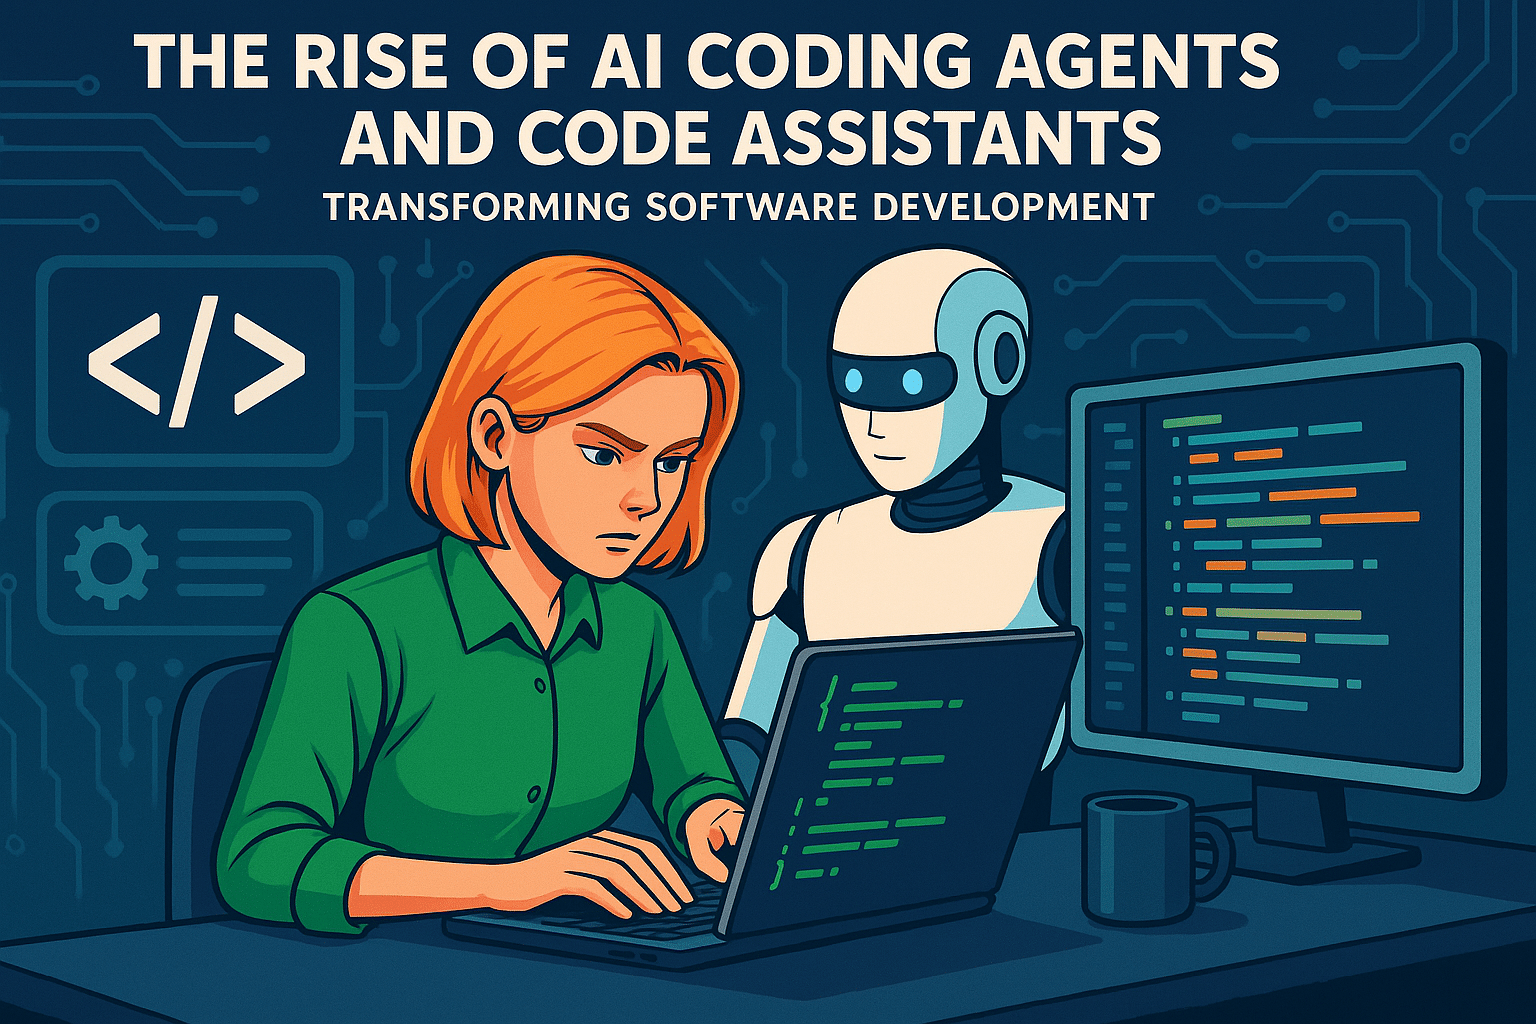 THE RISE OF AI CODING AGENTS
AND CODE ASSISTANTS
TRANSFORMING SOFTWARE DEVELOPMENT
</>